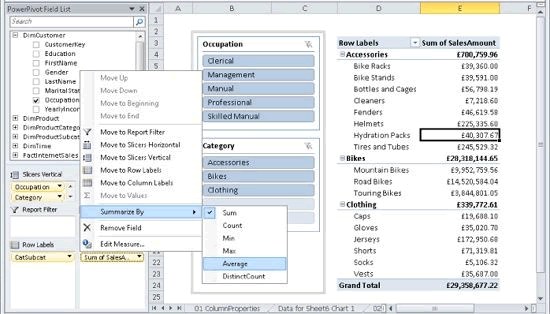 PowerPivot Field List
Search
DimCustomer
CustomerKey
Education
FirstName
Gender
LastName
MaritalSta
Occupation
YearlyIncom
DimProduct
DimProductCatego
DimProductSubcat
DimTime
FactInternetSales
Slicers Vertical
Occupation
Category
Report Filter
Row Labels
CatSubcat
Sum of SalesA...
Move Up
Move Down
Move to Beginning
Move to End
Move to Report Filter
Move to Slicers Horizontal
Move to Slicers Vertical
Move to Row Labels
Move to Column Labels
Move to Values
Summarize By
Remove Field
Edit Measure...
Sum
Count
Min
Max
Average
DistinctCount
A B C D E F
Occupation
Clerical
Management
Manual
Professional
Skilled Manual
Category
Accessories
Bikes
Clothing
Row Labels Sum of SalesAmount
Accessories £700,759.96
Bike Racks £39,360.00
Bike Stands £39,591.00
Bottles and Cages £56,798.19
Cleaners £7,218.60
Fenders £46,619.58
Helmets £225,335.60
Hydration Packs £40,307.67
Tires and Tubes £245,529.32
Bikes £28,318,144.65
Mountain Bikes £9,952,759.56
Road Bikes £14,520,584.04
Touring Bikes £3,844,801.05
Clothing £339,772.61
Caps £19,688.10
Gloves £35,020.70
Jerseys £172,950.68
Shorts £71,319.81
Socks £5,106.32
Vests £35,687.00
Grand Total £29,358,677.22
21
22
23
24
25
01 ColumnProperties Data for Sheet6 Chart 1